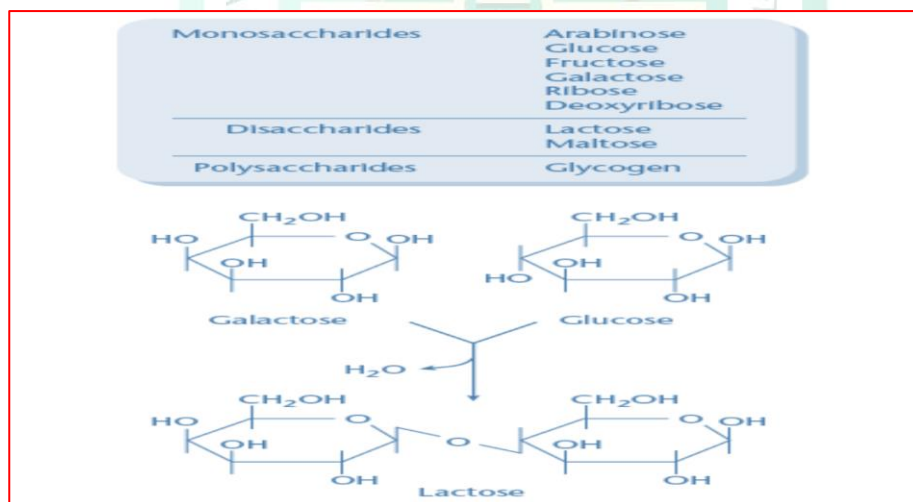 Monosaccharides Arabinose
Glucose
Fructose
Galactose
Ribose
Deoxyribose
Disaccharides Lactose
Maltose
Polysaccharides Glycogen
CH₂OH CH₂OH
HO O OH O OH
OH OH
HO
OH OH
Galactose Glucose
H₂O
CH₂OH CH₂OH
HO O O OH
OH O OH
OH OH
Lactose